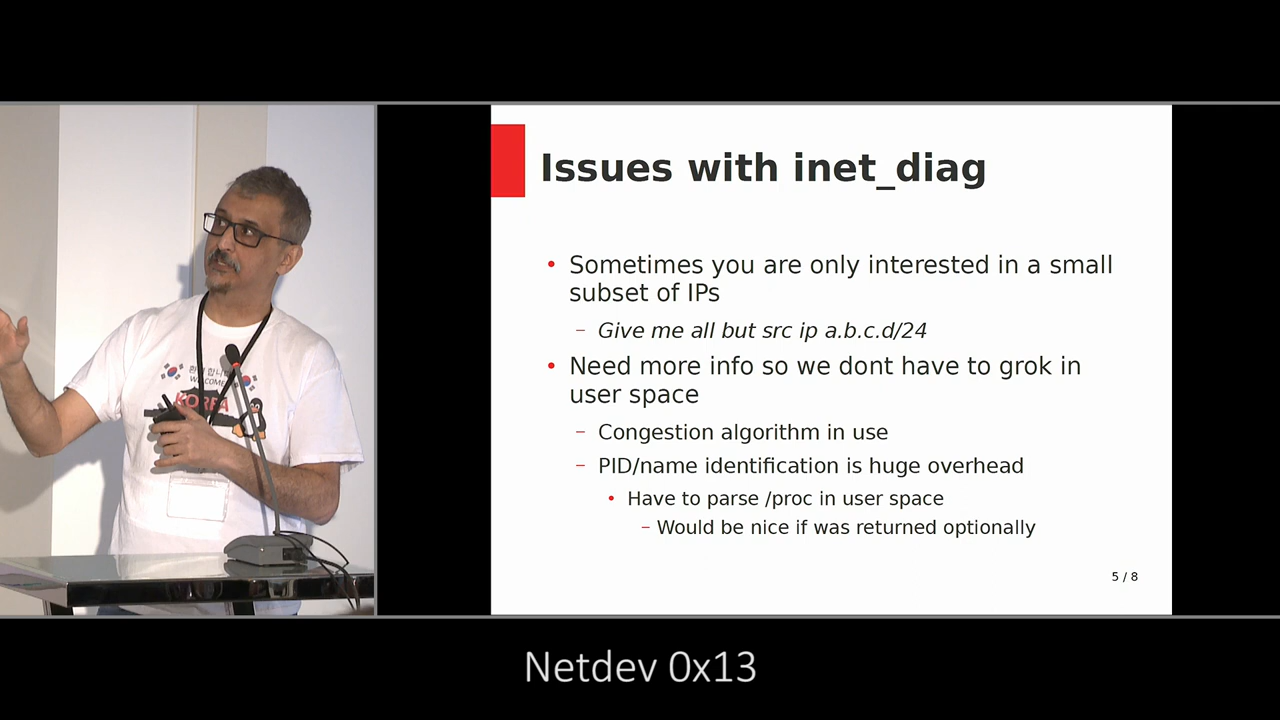 Issues with inet_diag
• Sometimes you are only interested in a small
subset of IPs
– Give me all but src ip a.b.c.d/24
• Need more info so we dont have to grok in
user space
– Congestion algorithm in use
– PID/name identification is huge overhead
• Have to parse /proc in user space
– Would be nice if was returned optionally
5 / 8
WELCOME
KOREA
Netdev 0x13